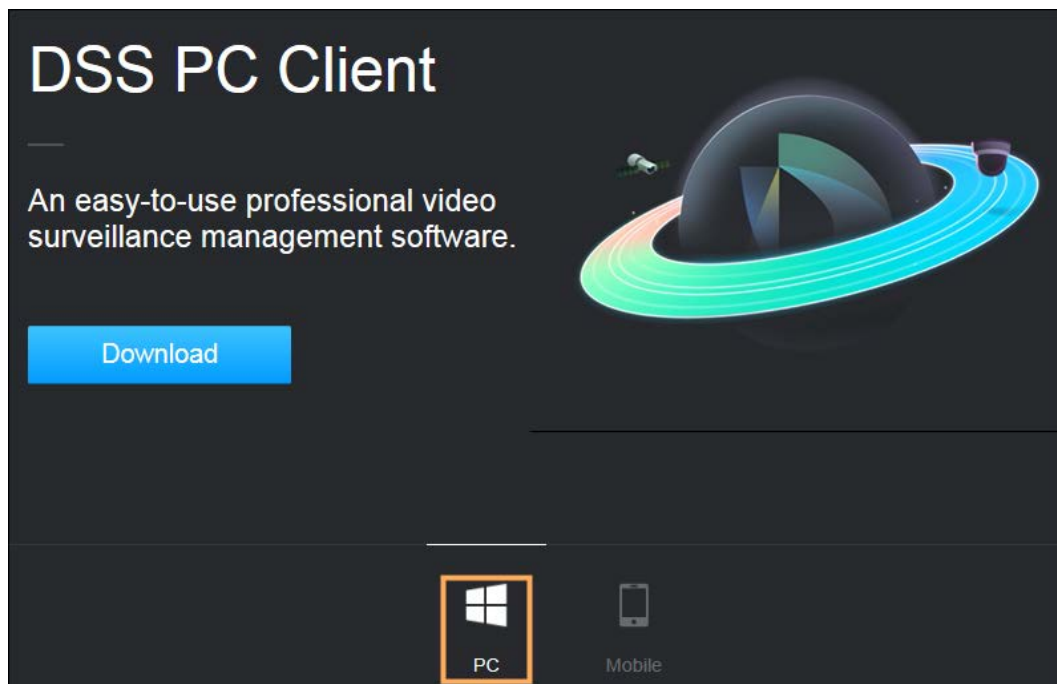 DSS PC Client
An easy-to-use professional video
surveillance management software.
Download
PC
Mobile